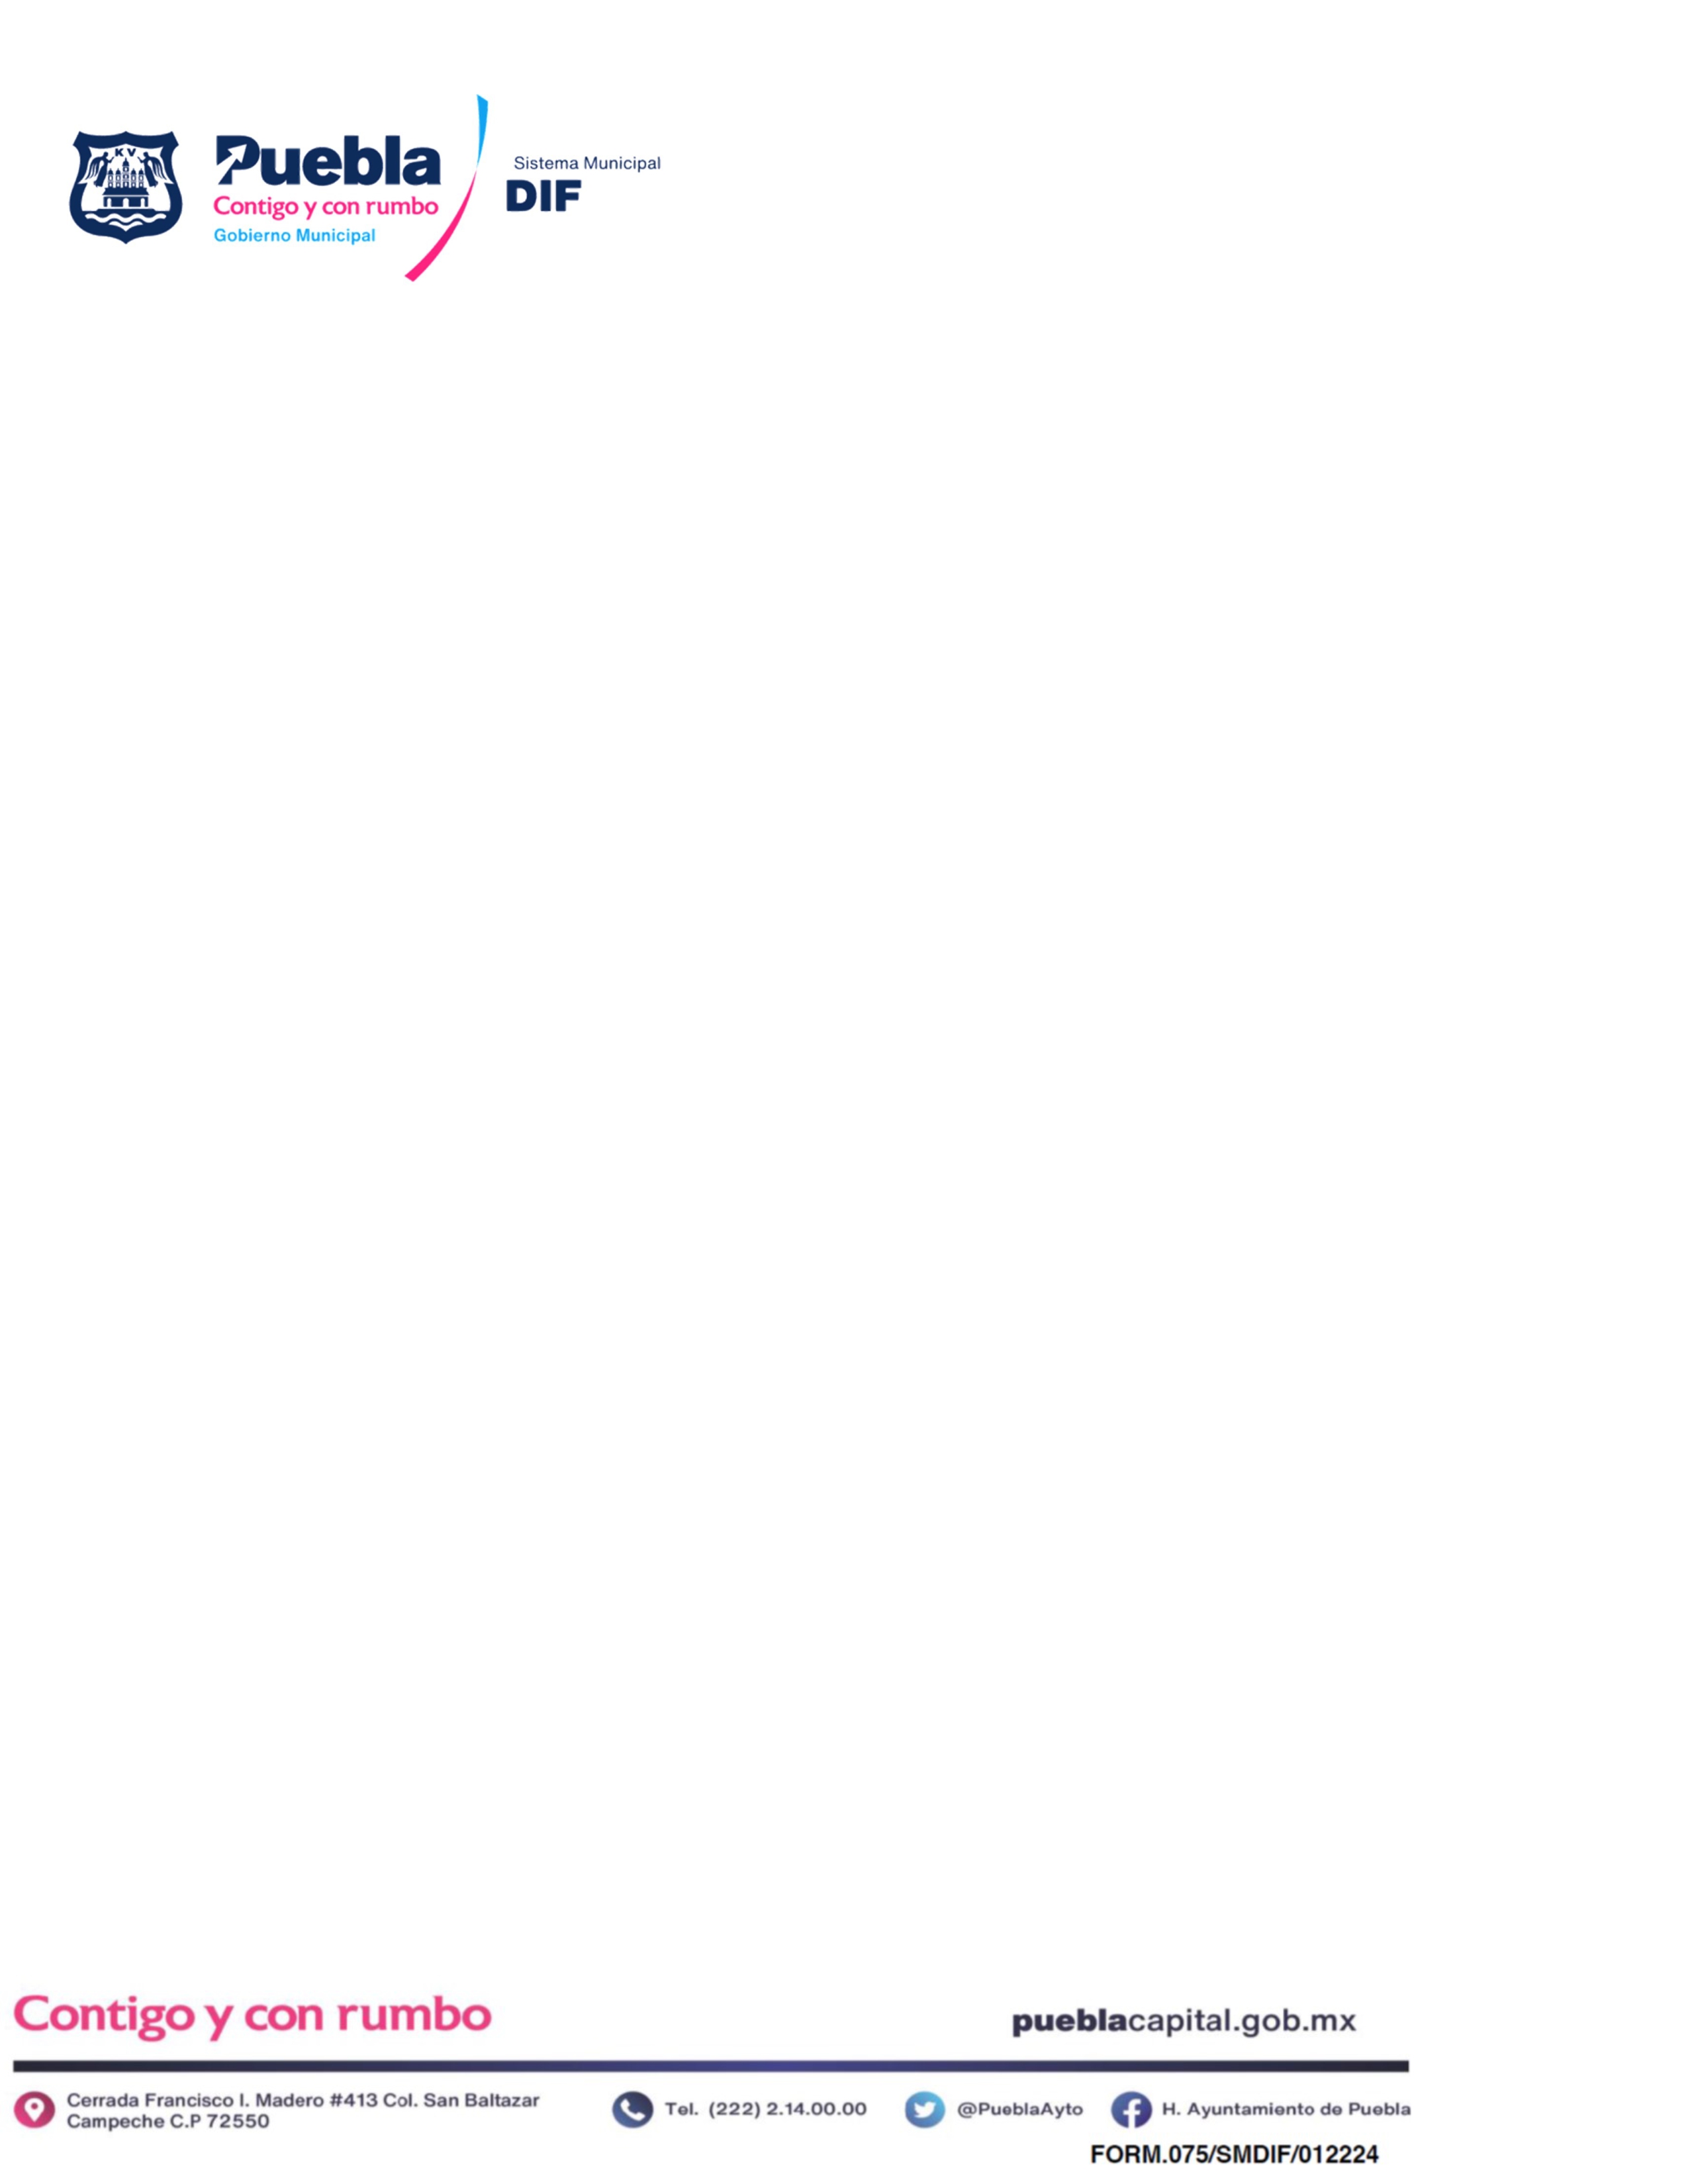 KV
Puebla
Contigo y con rumbo
Gobierno Municipal
Sistema Municipal
DIF
Contigo y con rumbo
pueblacapital.gob.mx
Cerrada Francisco I. Madero #413 Col. San Baltazar
Campeche C.P 72550
Tel. (222) 2.14.00.00
@PueblaAyto
H. Ayuntamiento de Puebla
FORM.075/SMDIF/012224